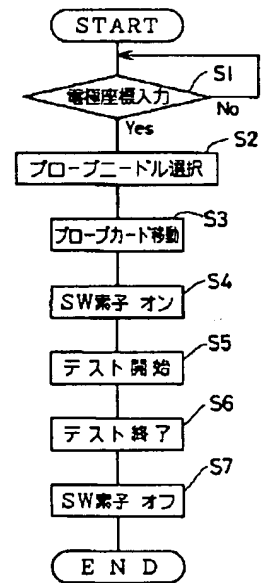 START
S1
電極座標入力
No
Yes
S2
プローブニードル選択
S3
プローブカード移動
S4
SW素子 オン
S5
テスト開始
S6
テスト終了
S7
SW素子 オフ
END